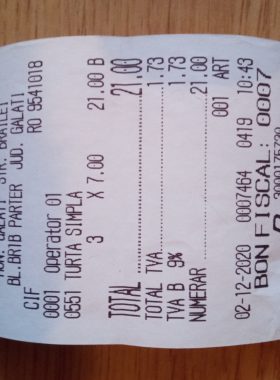 MUN. GALATI STR. BRAILEI
BL.BR1B PARTER JUD. GALATI
CIF RO 9541018
0001 Operator 01
0551 TURTA SIMPLA
3 X 7.00 21.00 B
TOTAL 21.00
TOTAL TVA 1.73
TVA B 9% 1.73
NUMERAR 21.00
001 ART
02-12-2020 0007464 0419 10:43
BON FISCAL: 0007